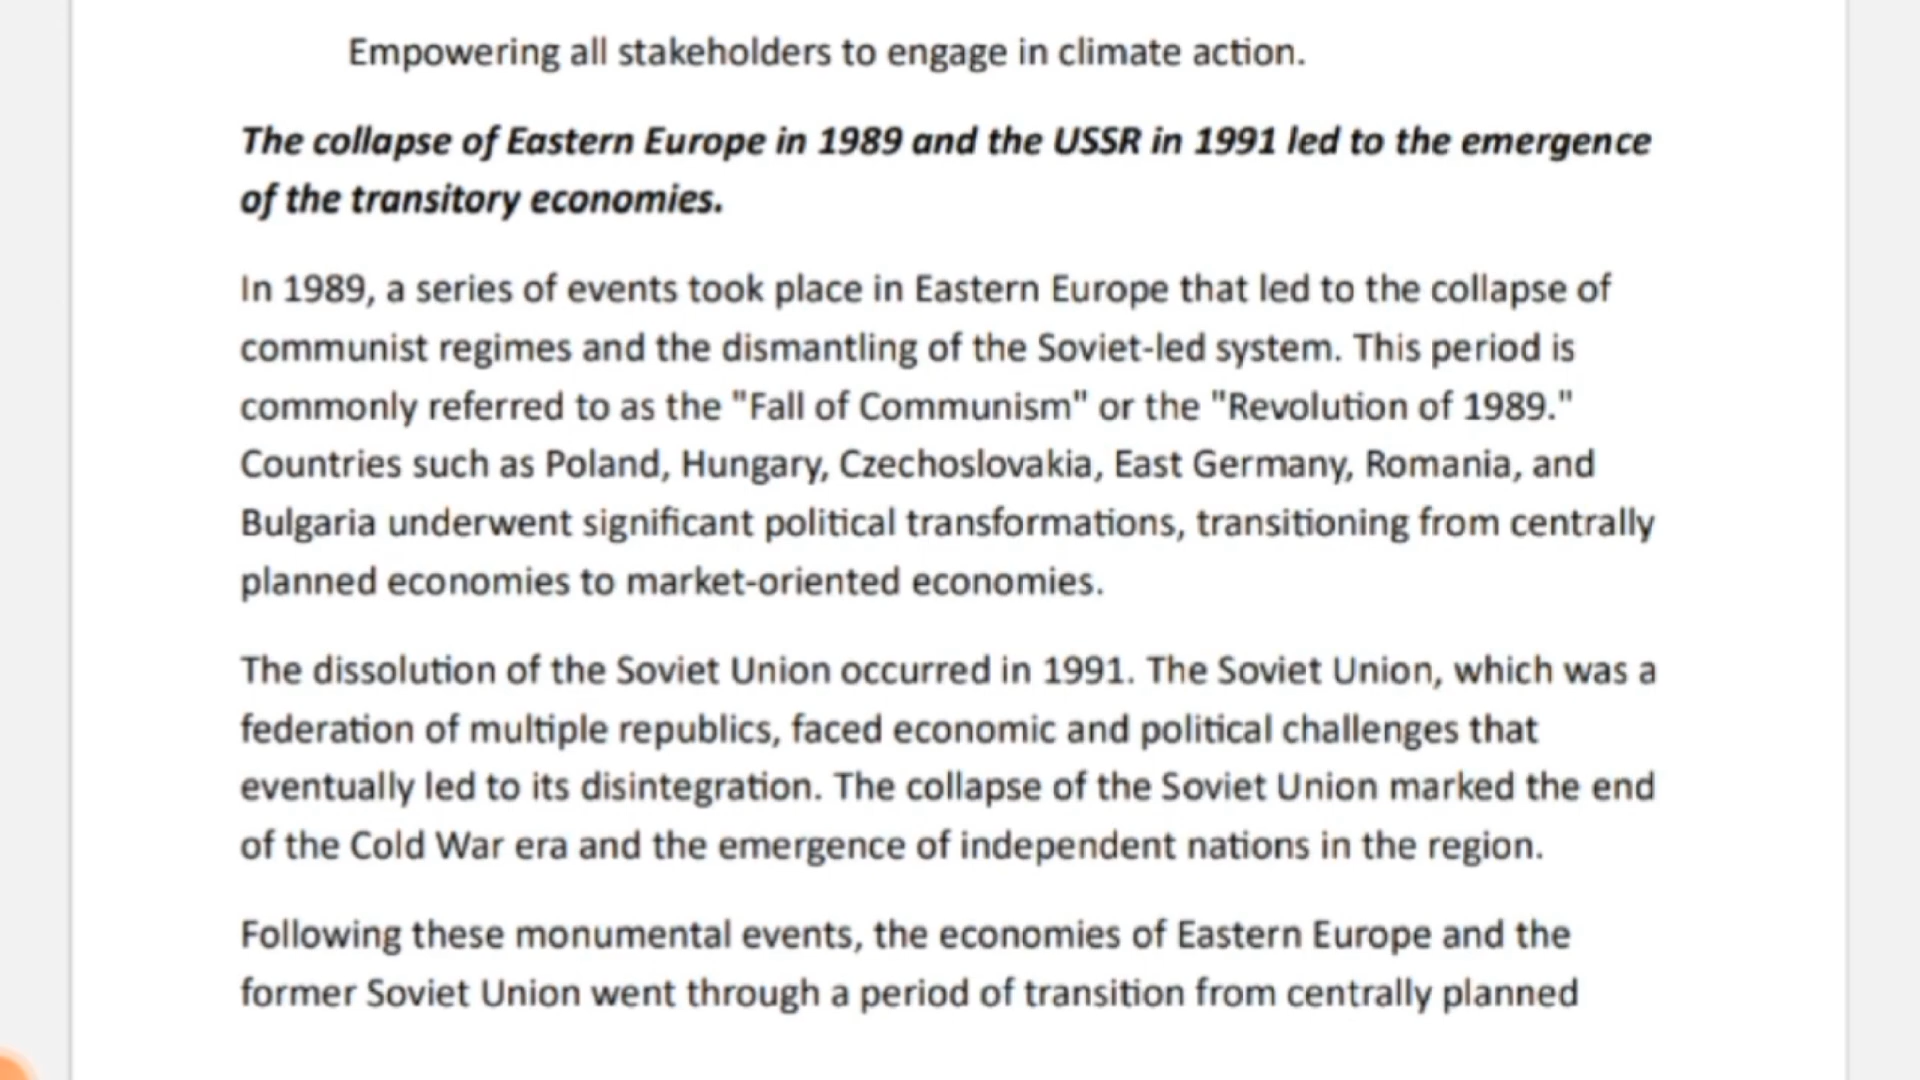 Empowering all stakeholders to engage in climate action.
The collapse of Eastern Europe in 1989 and the USSR in 1991 led to the emergence
of the transitory economies.
In 1989, a series of events took place in Eastern Europe that led to the collapse of
communist regimes and the dismantling of the Soviet-led system. This period is
commonly referred to as the "Fall of Communism" or the "Revolution of 1989."
Countries such as Poland, Hungary, Czechoslovakia, East Germany, Romania, and
Bulgaria underwent significant political transformations, transitioning from centrally
planned economies to market-oriented economies.
The dissolution of the Soviet Union occurred in 1991. The Soviet Union, which was a
federation of multiple republics, faced economic and political challenges that
eventually led to its disintegration. The collapse of the Soviet Union marked the end
of the Cold War era and the emergence of independent nations in the region.
Following these monumental events, the economies of Eastern Europe and the
former Soviet Union went through a period of transition from centrally planned